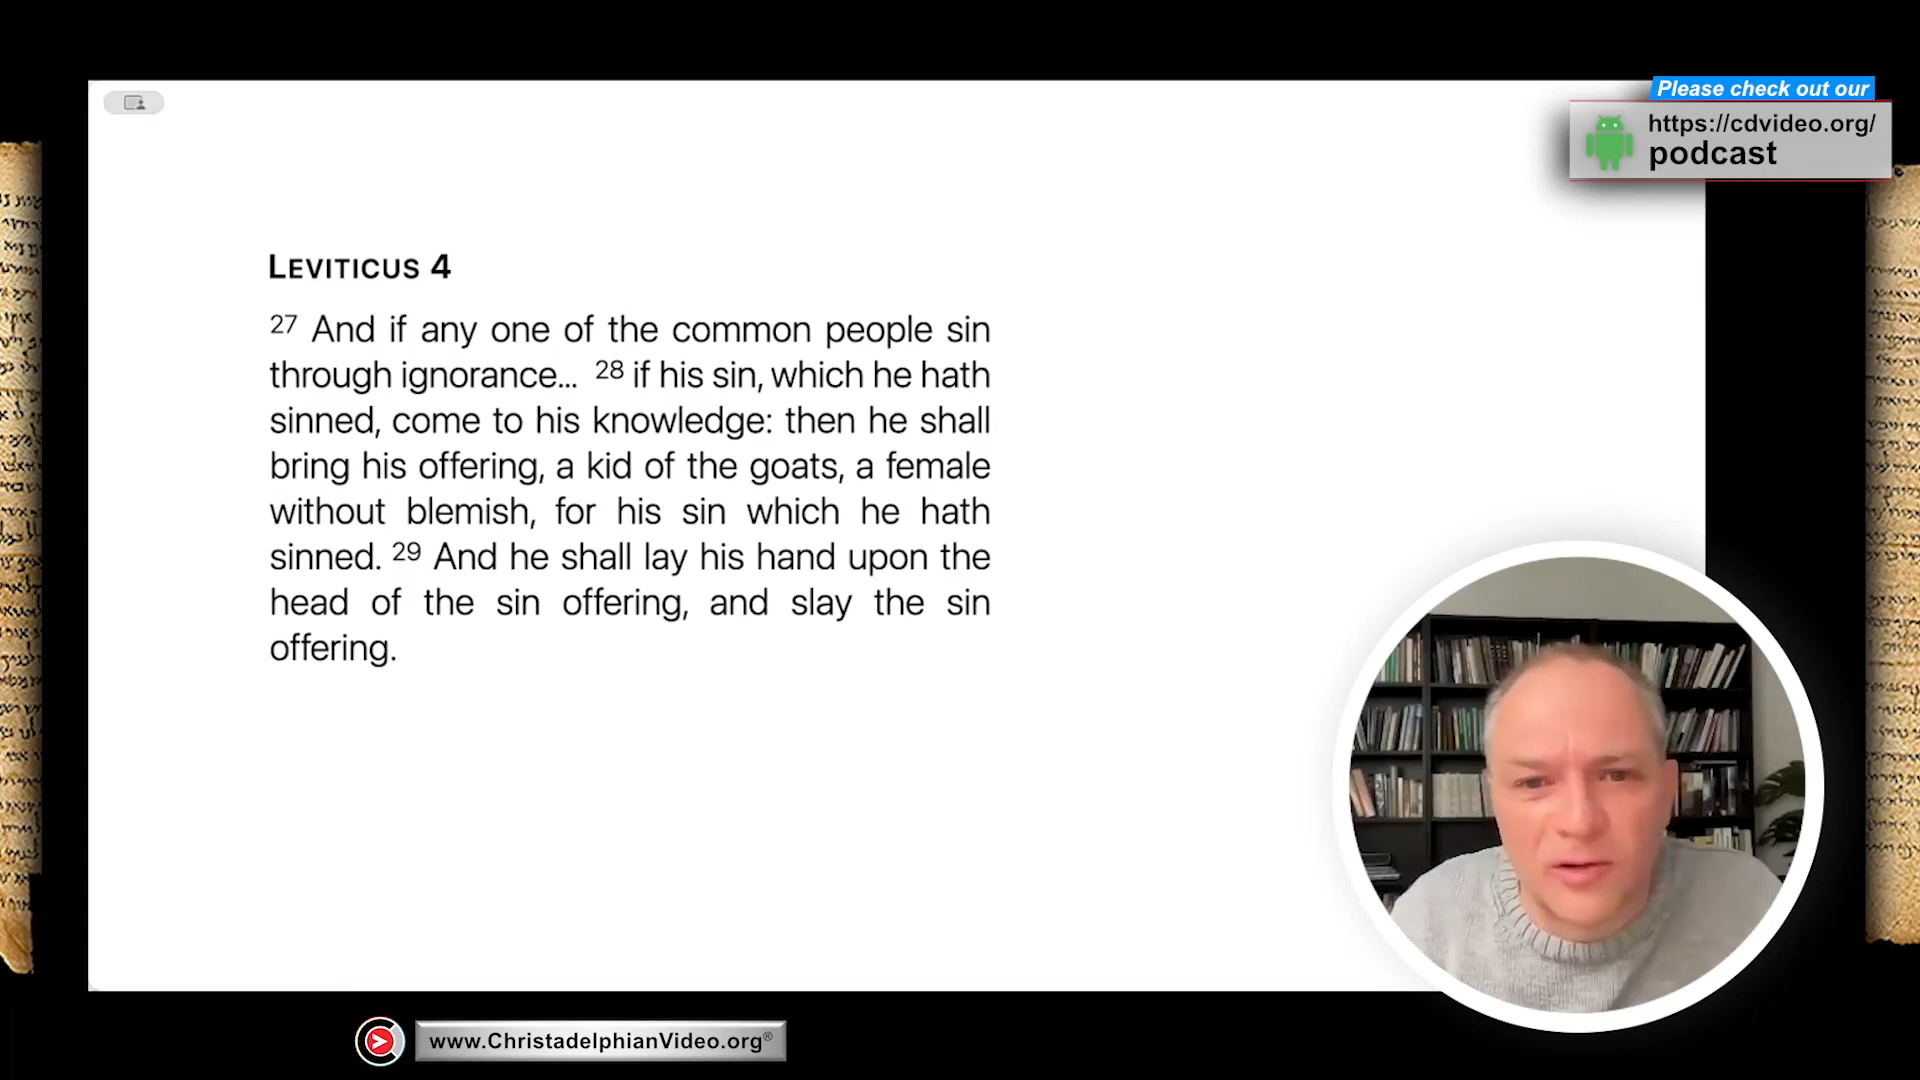 Please check out our
https://cdvideo.org/
podcast
LEVITICUS 4
27 And if any one of the common people sin
through ignorance... 28 if his sin, which he hath
sinned, come to his knowledge: then he shall
bring his offering, a kid of the goats, a female
without blemish, for his sin which he hath
sinned. 29 And he shall lay his hand upon the
head of the sin offering, and slay the sin
offering.
www.ChristadelphianVideo.org®